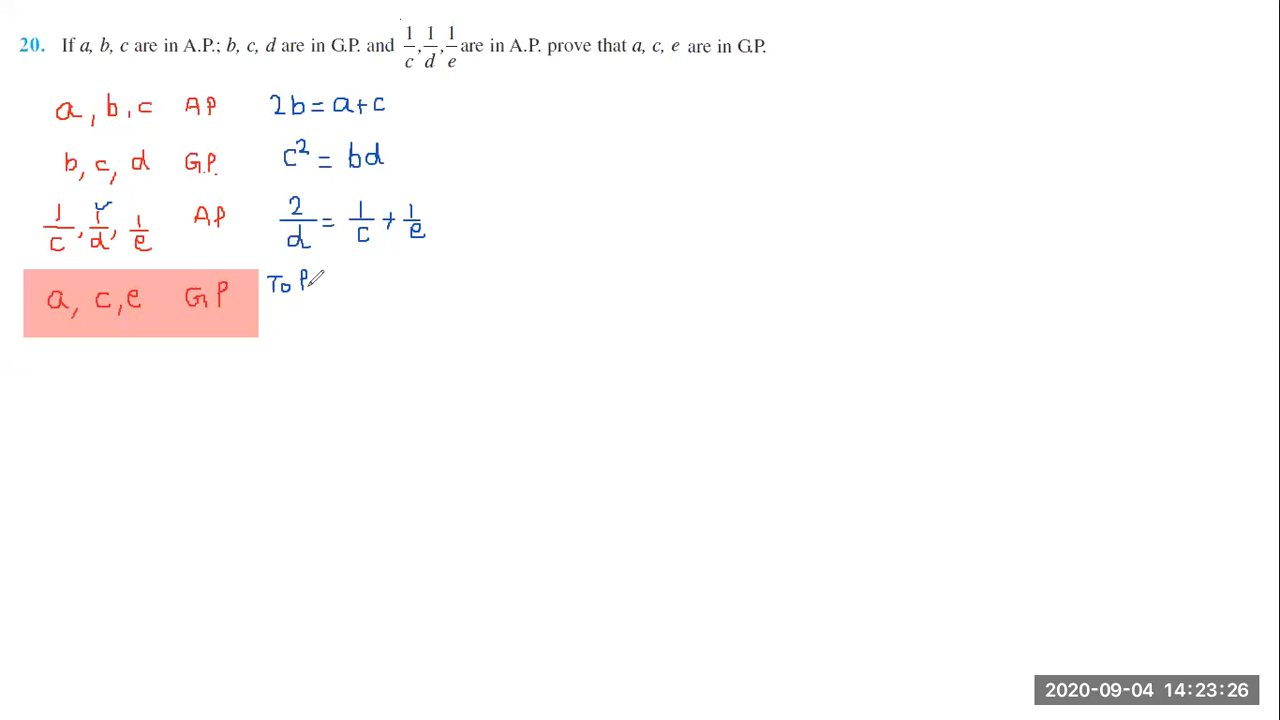 20. If a, b, c are in A.P.; b, c, d are in G.P. and 1/c, 1/d, 1/e are in A.P. prove that a, c, e are in G.P.
a, b, c AP 2b = a + c
b, c, d G.P. c² = bd
1/c, 1/d, 1/e AP 2/d = 1/c + 1/e
a, c, e GP To P
2020-09-04 14:23:26